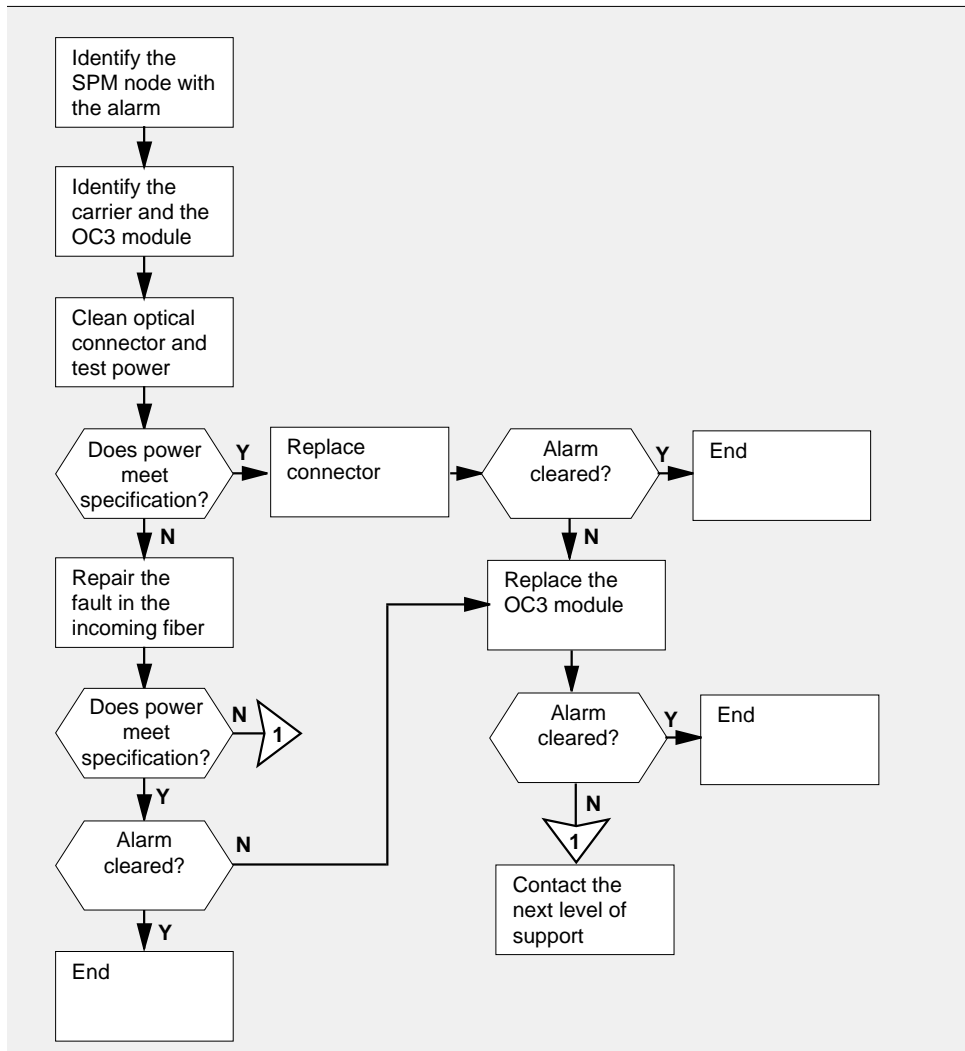 Identify the
SPM node with
the alarm
Identify the
carrier and the
OC3 module
Clean optical
connector and
test power
Does power
meet
specification?
Y
Replace
connector
Alarm
cleared?
Y
End
N
N
Repair the
fault in the
incoming fiber
Replace the
OC3 module
Does power
meet
specification?
N
1
Alarm
cleared?
Y
End
Y
N
Alarm
cleared?
N
1
Contact the
next level of
support
Y
End